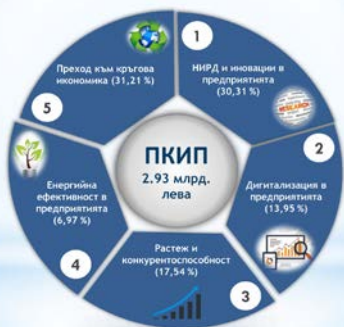 1
НИРД и иновации в
предприятията
(30,31 %)
RESEARCH
2
Дигитализация в
предприятията
(13,95 %)
Растеж и
конкурентоспособност
(17,54 %)
3
4
Енергийна
ефективност в
предприятията
(6,97 %)
5
Преход към кръгова
икономика (31,21 %)
ПКИП
2.93 млрд.
лева